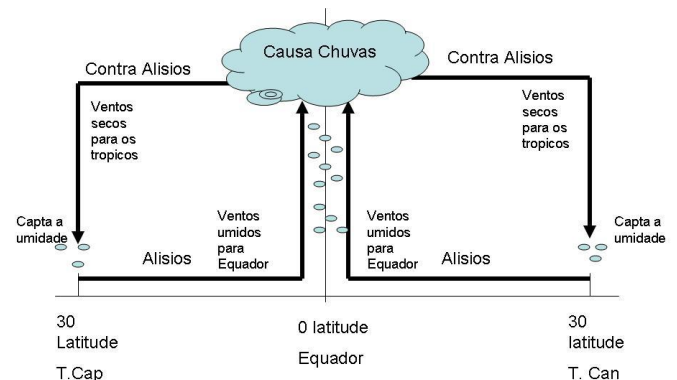 Causa Chuvas
Contra Alisios
Contra Alisios
Ventos
secos
para os
tropicos
Ventos
secos
para os
tropicos
Capta a
umidade
Ventos
umidos
para
Equador
Ventos
umidos
para
Equador
Capta a
umidade
Alisios
Alisios
30
Latitude
T.Cap
0 latitude
Equador
30
latitude
T. Can